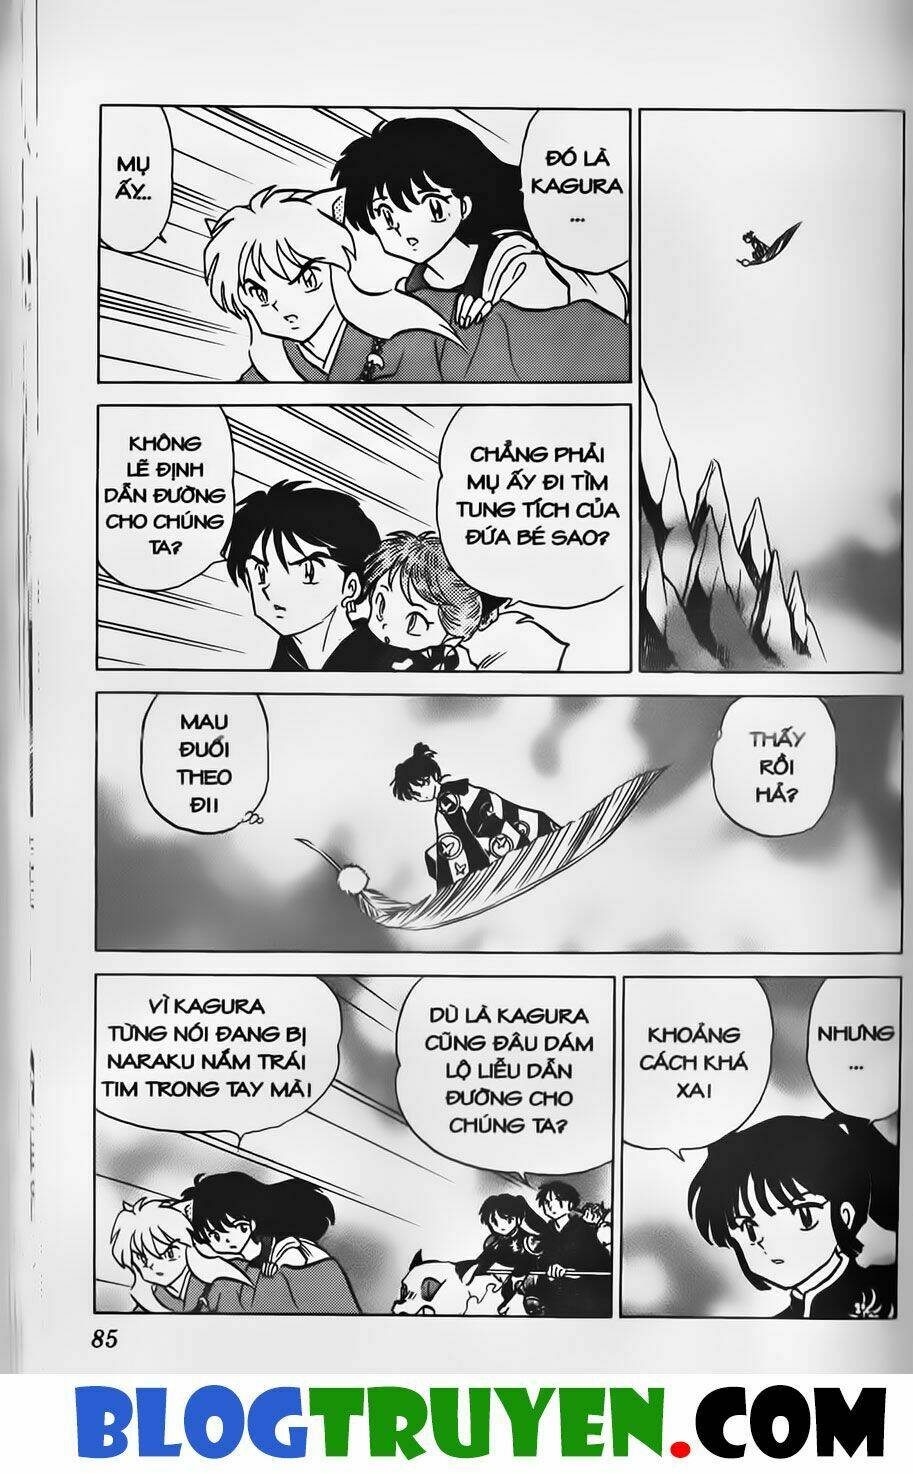 ĐÓ LÀ
KAGURA
...
MỤ
ẤY...
CHẲNG PHẢI
MỤ ẤY ĐI TÌM
TUNG TÍCH CỦA
ĐỨA BÉ SAO?
KHÔNG
LẼ ĐỊNH
DẪN ĐƯỜNG
CHO CHÚNG
TA?
THẤY
RỒI
HẢ?
MAU
ĐUỔI
THEO
ĐI!
NHƯNG
...
KHOẢNG
CÁCH KHÁ
XA!
DÙ LÀ KAGURA
CŨNG ĐÂU DÁM
LỘ LIỄU DẪN
ĐƯỜNG CHO
CHÚNG TA?
VÌ KAGURA
TỪNG NÓI ĐANG BỊ
NARAKU NẮM TRÁI
TIM TRONG TAY MÀ!
85
BLOGTRUYEN.COM